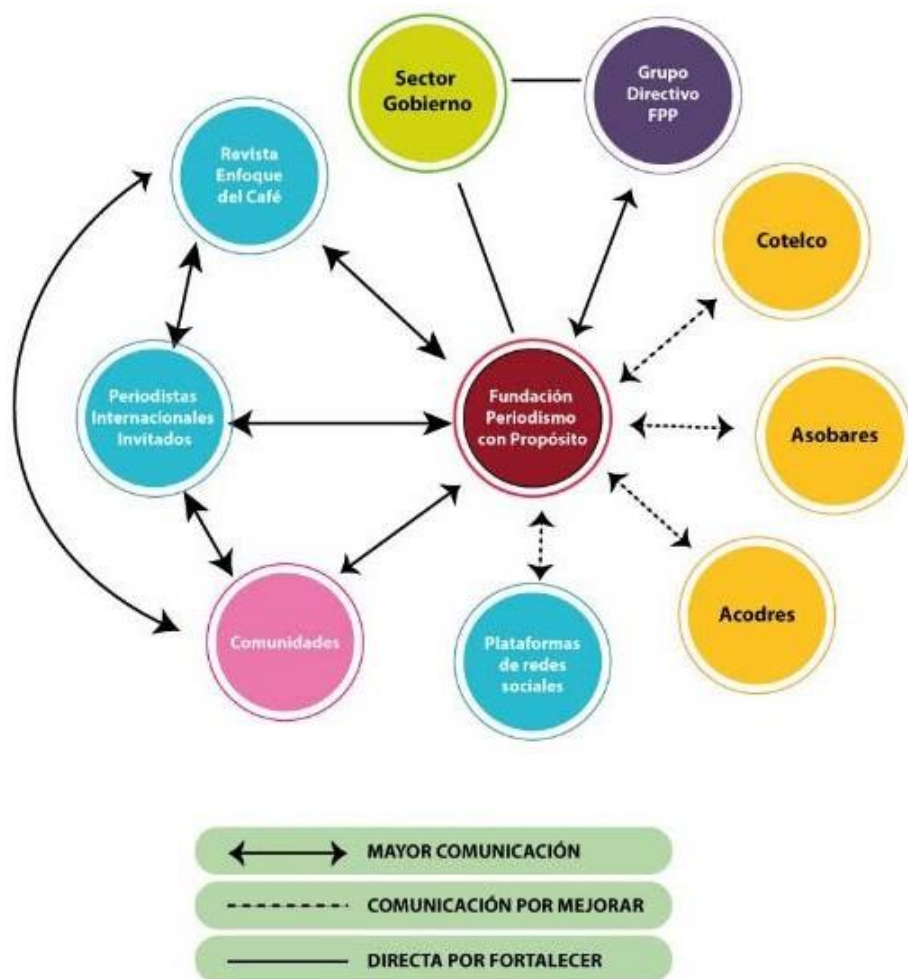 Sector
Gobierno
Grupo
Directivo
FPP
Revista
Enfoque
del Café
Cotelco
Periodistas
Internacionales
Invitados
Fundación
Periodismo
con Propósito
Asobares
Comunidades
Plataformas
de redes
sociales
Acodres
MAYOR COMUNICACIÓN
COMUNICACIÓN POR MEJORAR
DIRECTA POR FORTALECER